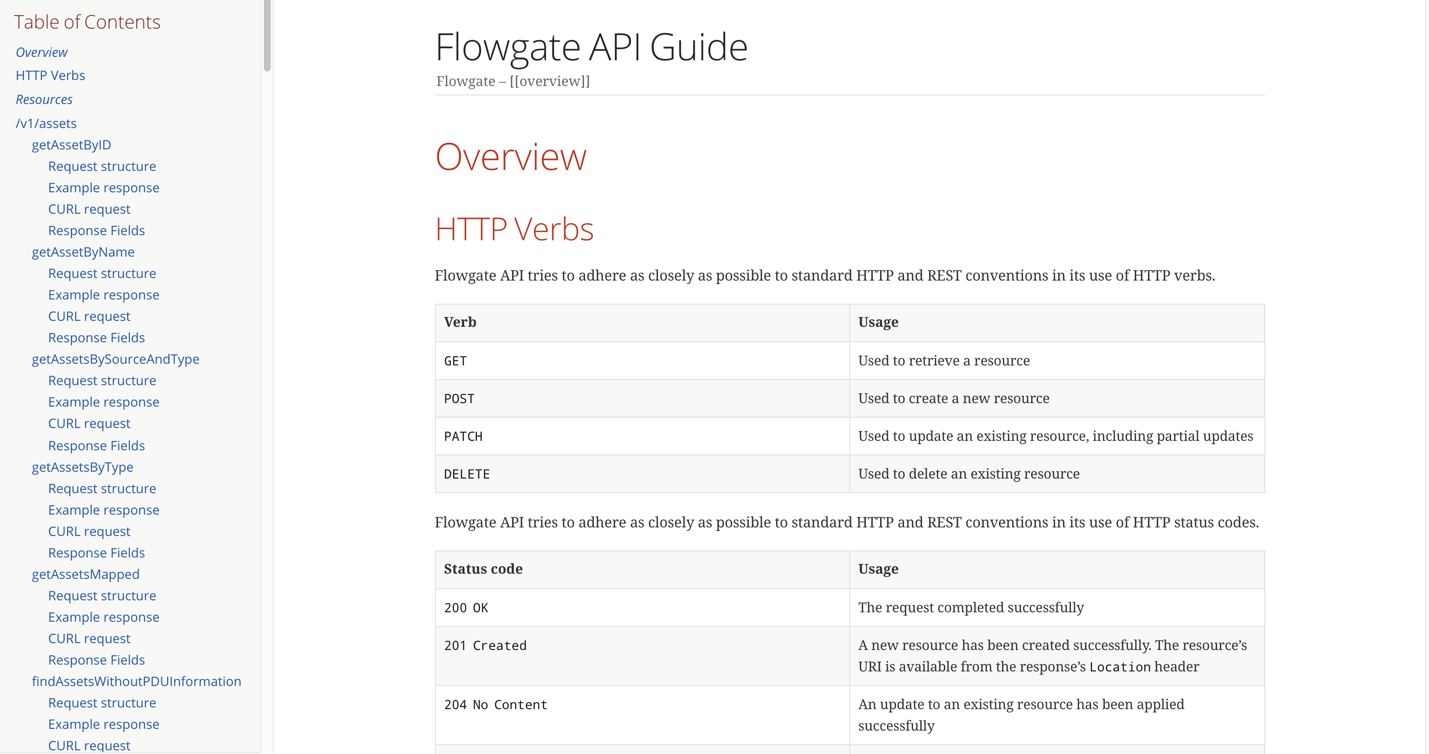 Table of Contents
Overview
HTTP Verbs
Resources
/v1/assets
getAssetByID
Request structure
Example response
CURL request
Response Fields
getAssetByName
Request structure
Example response
CURL request
Response Fields
getAssetsBySourceAndType
Request structure
Example response
CURL request
Response Fields
getAssetsByType
Request structure
Example response
CURL request
Response Fields
getAssetsMapped
Request structure
Example response
CURL request
Response Fields
findAssetsWithoutPDUInformation
Request structure
Example response
CURL request
Flowgate API Guide
Flowgate – [[overview]]
Overview
HTTP Verbs
Flowgate API tries to adhere as closely as possible to standard HTTP and REST conventions in its use of HTTP verbs.
Verb Usage
GET Used to retrieve a resource
POST Used to create a new resource
PATCH Used to update an existing resource, including partial updates
DELETE Used to delete an existing resource
Flowgate API tries to adhere as closely as possible to standard HTTP and REST conventions in its use of HTTP status codes.
Status code Usage
200 OK The request completed successfully
201 Created A new resource has been created successfully. The resource’s
URI is available from the response’s Location header
204 No Content An update to an existing resource has been applied
successfully